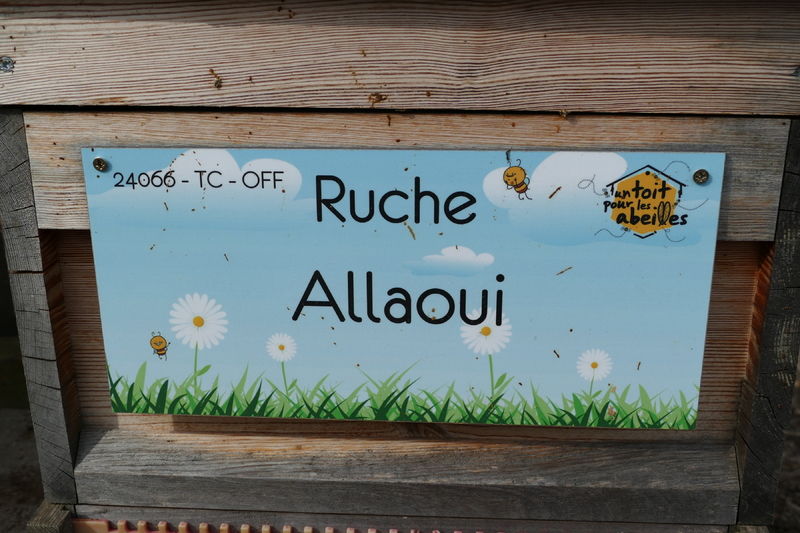 24066 - TC - OFF
Ruche
Allaoui
un toit
pour les
abeilles